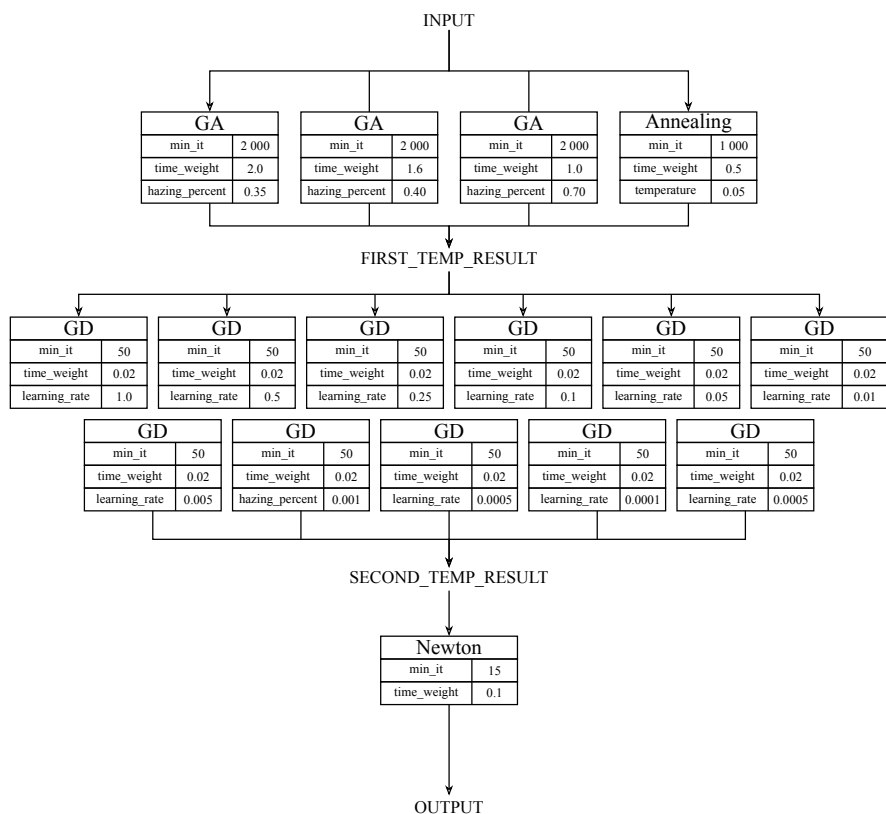 INPUT
GA GA GA Annealing
min_it 2 000 min_it 2 000 min_it 2 000 min_it 1 000
time_weight 2.0 time_weight 1.6 time_weight 1.0 time_weight 0.5
hazing_percent 0.35 hazing_percent 0.40 hazing_percent 0.70 temperature 0.05
FIRST_TEMP_RESULT
GD GD GD GD GD GD
min_it 50 min_it 50 min_it 50 min_it 50 min_it 50 min_it 50
time_weight 0.02 time_weight 0.02 time_weight 0.02 time_weight 0.02 time_weight 0.02 time_weight 0.02
learning_rate 1.0 learning_rate 0.5 learning_rate 0.25 learning_rate 0.1 learning_rate 0.05 learning_rate 0.01
GD GD GD GD GD
min_it 50 min_it 50 min_it 50 min_it 50 min_it 50
time_weight 0.02 time_weight 0.02 time_weight 0.02 time_weight 0.02 time_weight 0.02
learning_rate 0.005 hazing_percent 0.001 learning_rate 0.0005 learning_rate 0.0001 learning_rate 0.0005
SECOND_TEMP_RESULT
Newton
min_it 15
time_weight 0.1
OUTPUT